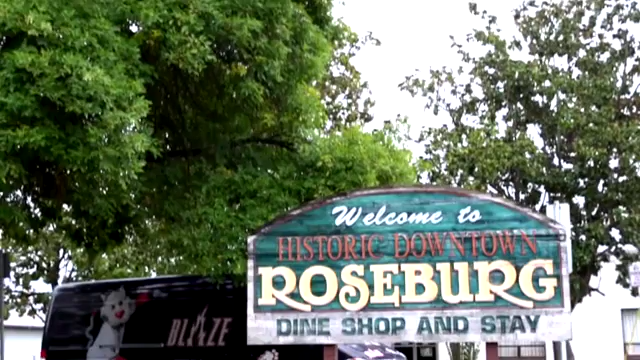 Welcome to
HISTORIC DOWNTOWN
ROSEBURG
DINE SHOP AND STAY
BLAZE